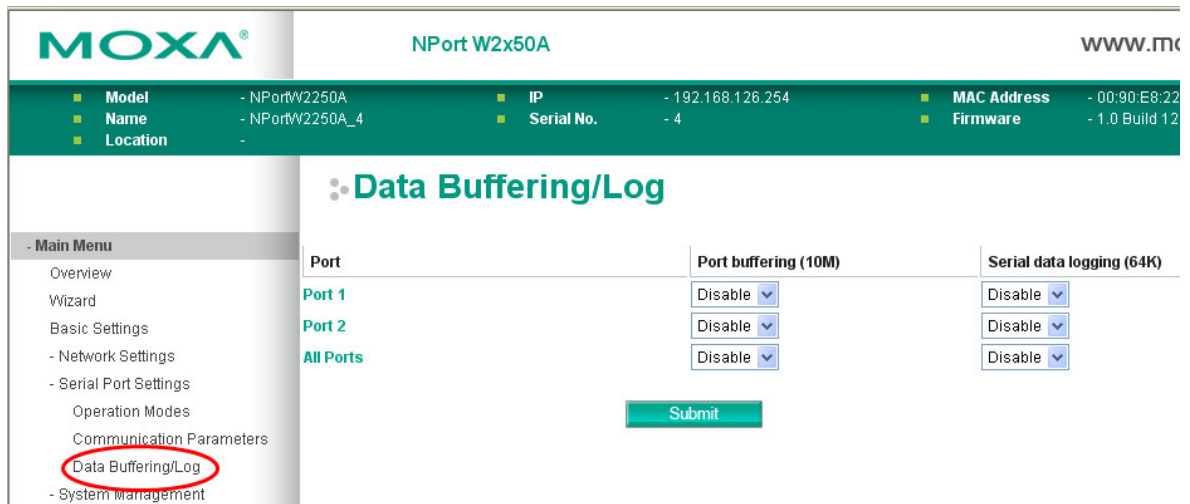 MOXA®
NPort W2x50A
www.mo
Model - NPortW2250A
IP - 192.168.126.254
MAC Address - 00:90:E8:22
Name - NPortW2250A_4
Serial No. - 4
Firmware - 1.0 Build 12
Location -
Data Buffering/Log
- Main Menu
Overview
Wizard
Basic Settings
- Network Settings
- Serial Port Settings
Operation Modes
Communication Parameters
Data Buffering/Log
- System Management
Port Port buffering (10M) Serial data logging (64K)
Port 1 Disable Disable
Port 2 Disable Disable
All Ports Disable Disable
Submit